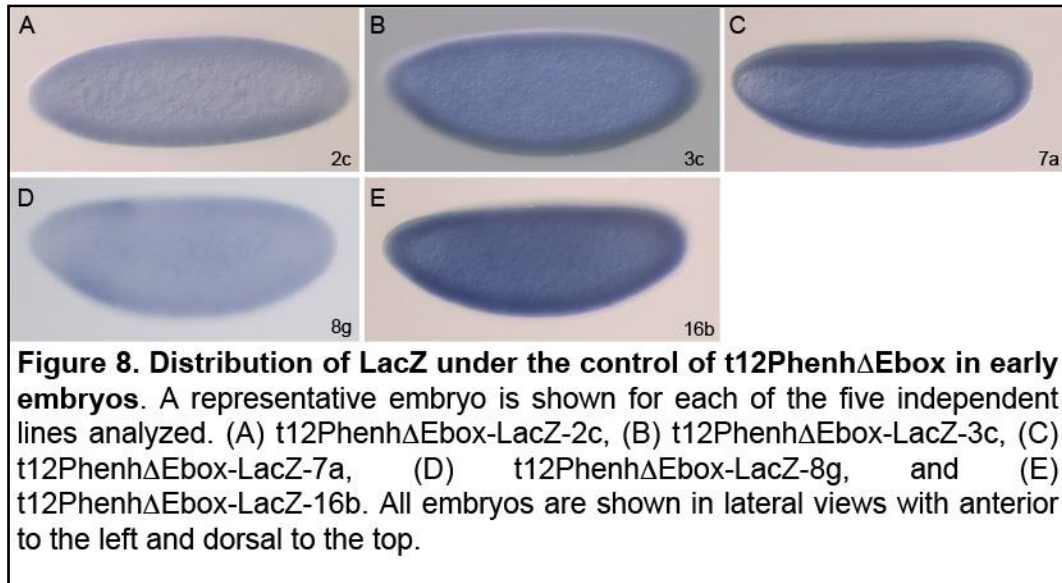 A
B
C
2c
3c
7a
D
E
8g
16b
Figure 8. Distribution of LacZ under the control of t12PhenhΔEbox in early
embryos. A representative embryo is shown for each of the five independent
lines analyzed. (A) t12PhenhΔEbox-LacZ-2c, (B) t12PhenhΔEbox-LacZ-3c, (C)
t12PhenhΔEbox-LacZ-7a, (D) t12PhenhΔEbox-LacZ-8g, and (E)
t12PhenhΔEbox-LacZ-16b. All embryos are shown in lateral views with anterior
to the left and dorsal to the top.